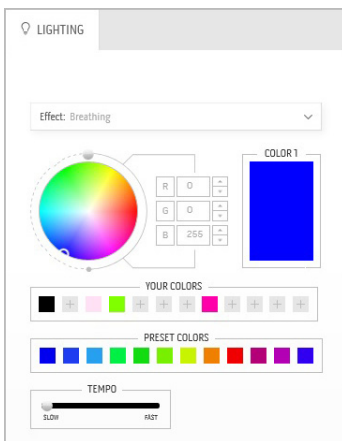 LIGHTING
Effect: Breathing
COLOR 1
R 0
G 0
B 255
YOUR COLORS
PRESET COLORS
TEMPO
SLOW FAST